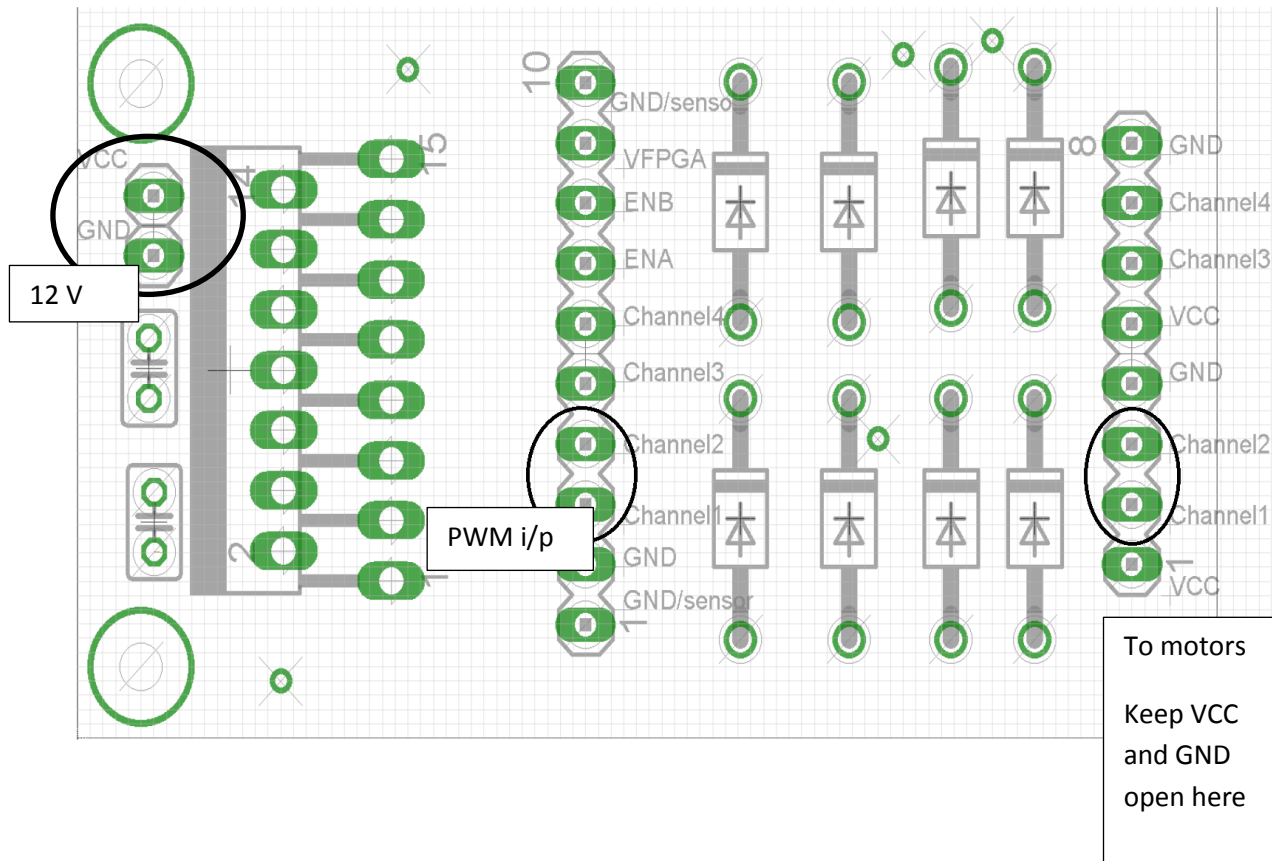 VCC
GND
12 V
14
15
2
1
10
GND/sensor
VFPGA
ENB
ENA
Channel4
Channel3
Channel2
Channel1
GND
GND/sensor
1
PWM i/p
8
GND
Channel4
Channel3
VCC
GND
Channel2
Channel1
1
VCC
To motors
Keep VCC
and GND
open here